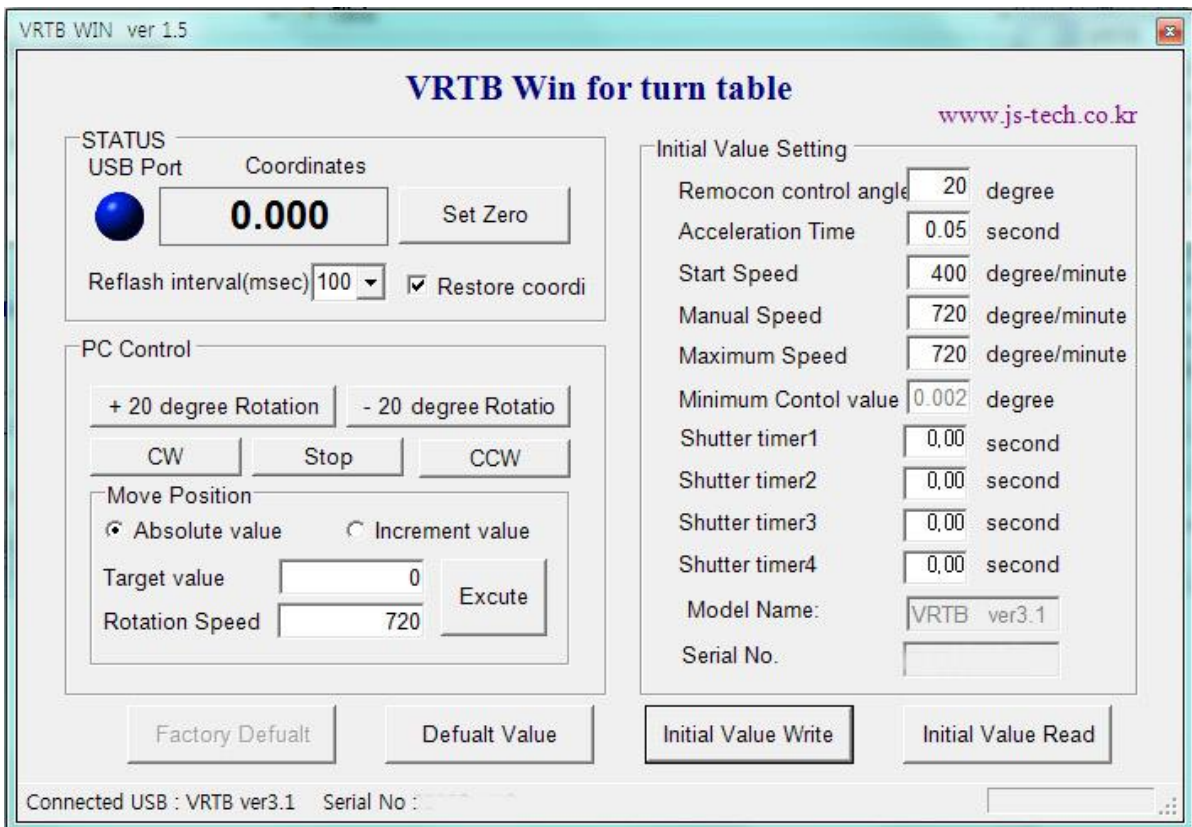 VRTB WIN ver 1.5
VRTB Win for turn table
www.js-tech.co.kr
STATUS
USB Port Coordinates
0.000
Set Zero
Reflash interval(msec) 100
Restore coordi
PC Control
+ 20 degree Rotation
- 20 degree Rotatio
CW
Stop
CCW
Move Position
Absolute value
Increment value
Target value 0
Rotation Speed 720
Excute
Initial Value Setting
Remocon control angle 20 degree
Acceleration Time 0.05 second
Start Speed 400 degree/minute
Manual Speed 720 degree/minute
Maximum Speed 720 degree/minute
Minimum Contol value 0.002 degree
Shutter timer1 0,00 second
Shutter timer2 0,00 second
Shutter timer3 0,00 second
Shutter timer4 0,00 second
Model Name: VRTB ver3.1
Serial No.
Factory Defualt
Defualt Value
Initial Value Write
Initial Value Read
Connected USB : VRTB ver3.1 Serial No :